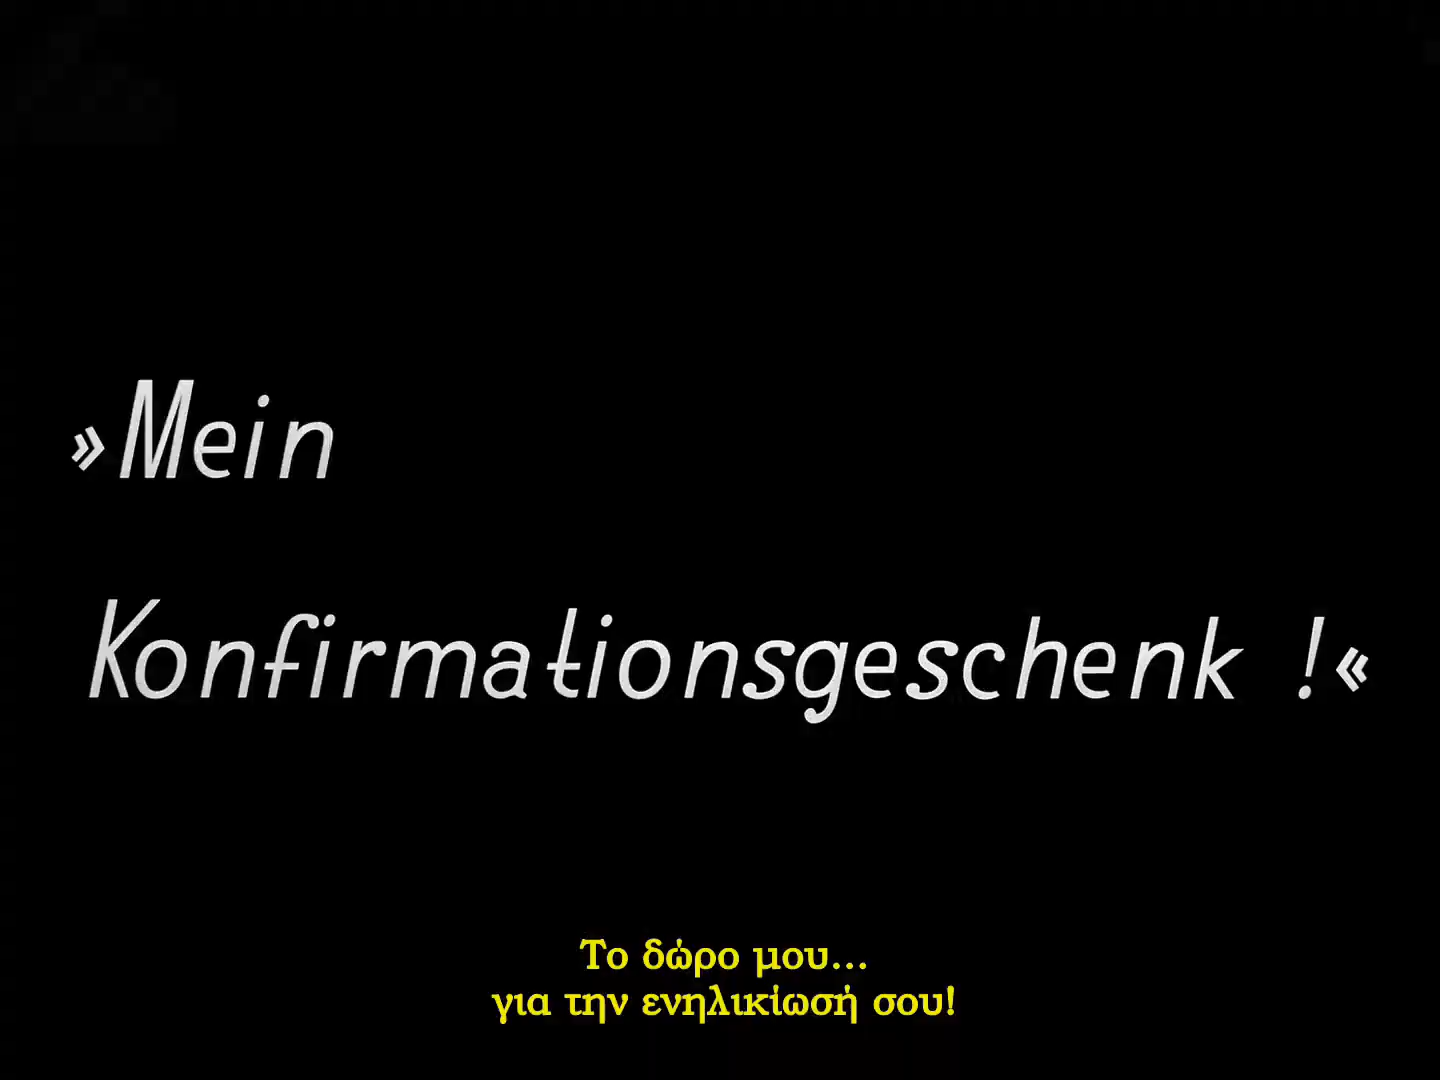 »Mein
Konfirmationsgeschenk !«
Το δώρο μου...
για την ενηλικίωσή σου!